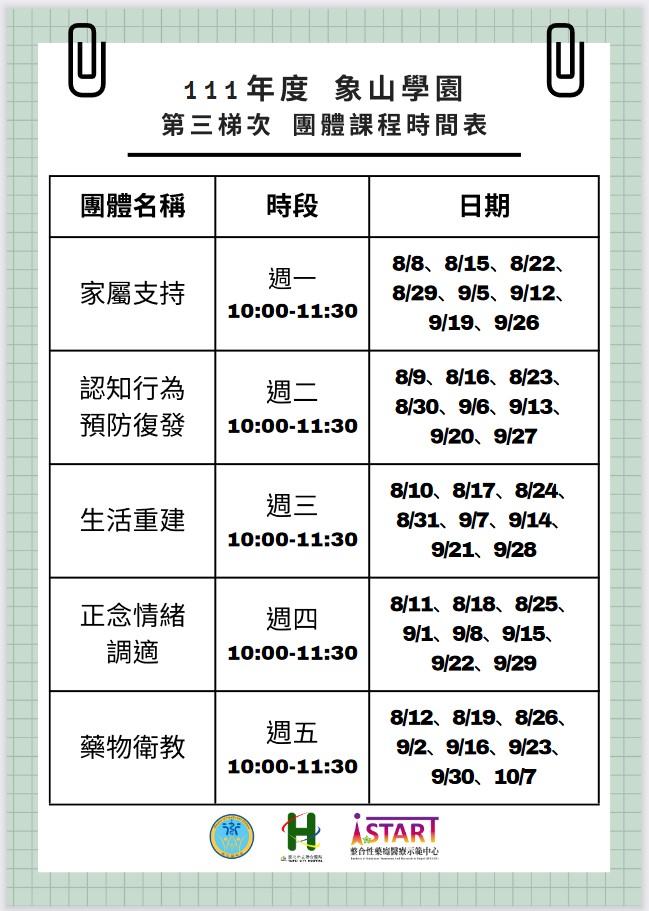 111年度 象山學園
第三梯次 團體課程時間表
團體名稱 時段 日期
家屬支持
週一
10:00-11:30
8/8、8/15、8/22、
8/29、9/5、9/12、
9/19、9/26
認知行為
預防復發
週二
10:00-11:30
8/9、8/16、8/23、
8/30、9/6、9/13、
9/20、9/27
生活重建
週三
10:00-11:30
8/10、8/17、8/24、
8/31、9/7、9/14、
9/21、9/28
正念情緒
調適
週四
10:00-11:30
8/11、8/18、8/25、
9/1、9/8、9/15、
9/22、9/29
藥物衛教
週五
10:00-11:30
8/12、8/19、8/26、
9/2、9/16、9/23、
9/30、10/7
iSTART
整合性藥癮醫療示範中心